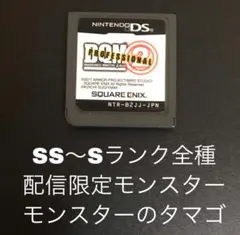 NINTENDO DS
DQM
PROFESSIONAL
SQUARE ENIX
NTR-BZJJ-JPN
SS〜Sランク全種
配信限定モンスター
モンスターのタマゴ